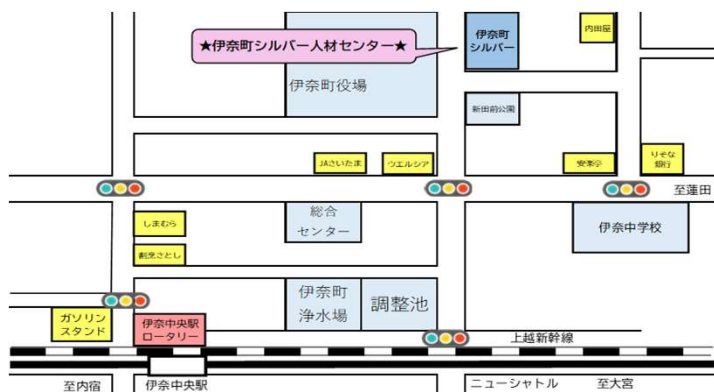 ★伊奈町シルバー人材センター★
伊奈町
シルバー
内田屋
伊奈町役場
新田前公園
JAさいたま
ウエルシア
安楽亭
りそな
銀行
至蓮田
しまむら
総合
センター
伊奈中学校
割烹さとし
伊奈町
浄水場
調整池
ガソリン
スタンド
伊奈中央駅
ロータリー
上越新幹線
至内宿
伊奈中央駅
ニューシャトル
至大宮